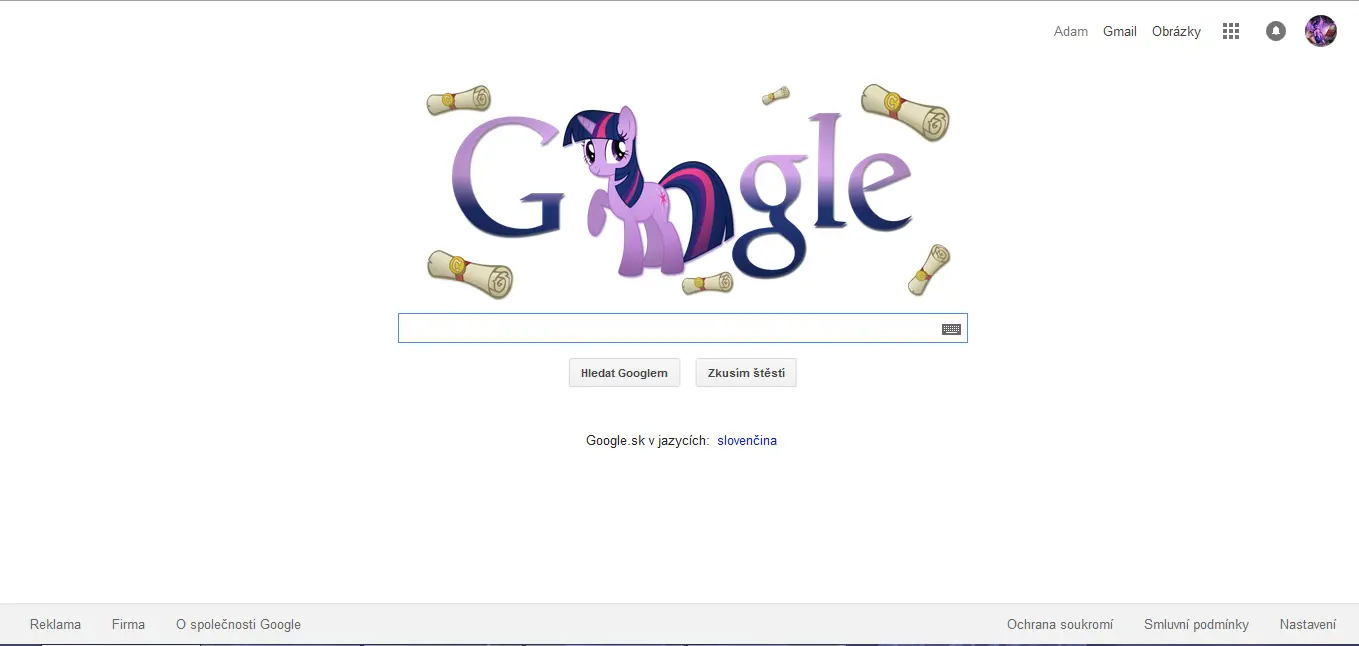 Adam Gmail Obrázky
Google
Hledat Googlem Zkusím štěstí
Google.sk v jazycích: slovenčina
Reklama Firma O společnosti Google Ochrana soukromí Smluvní podmínky Nastavení